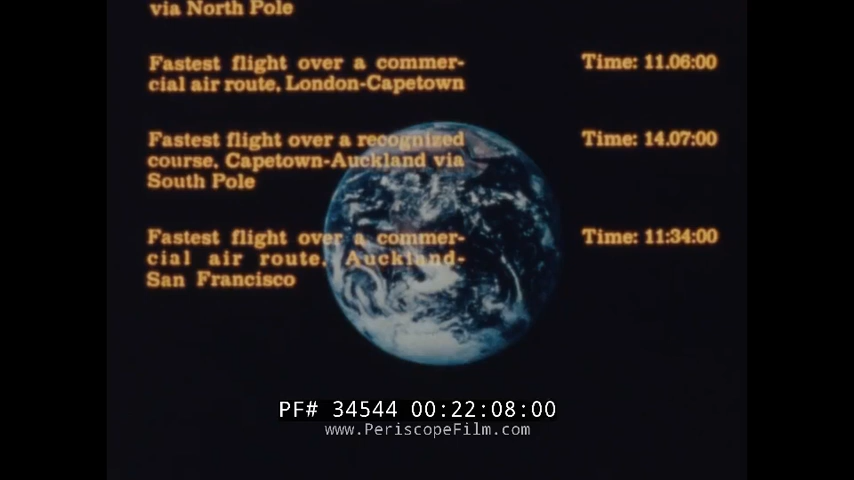 via North Pole
Fastest flight over a commer-
cial air route, London-Capetown
Time: 11.06:00
Fastest flight over a recognized
course, Capetown-Auckland via
South Pole
Time: 14.07:00
Fastest flight over a commer-
cial air route, Auckland-
San Francisco
Time: 11:34:00
PF# 34544 00:22:08:00
www.PeriscopeFilm.com